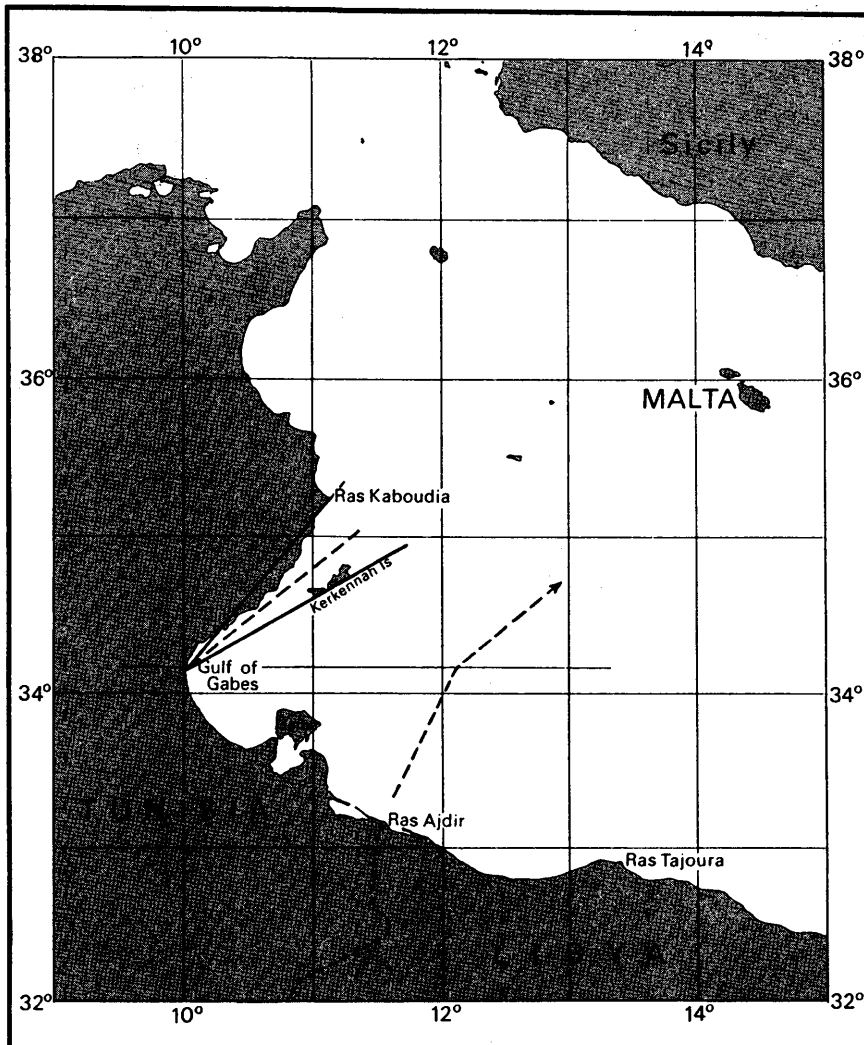 10° 12° 14°
38° 38°
Sicily
36° 36°
MALTA
Ras Kaboudia
Kerkennah Is
Gulf of
Gabes
34° 34°
TUNISIA
Ras Ajdir
Ras Tajoura
LIBYA
32° 32°
10° 12° 14°